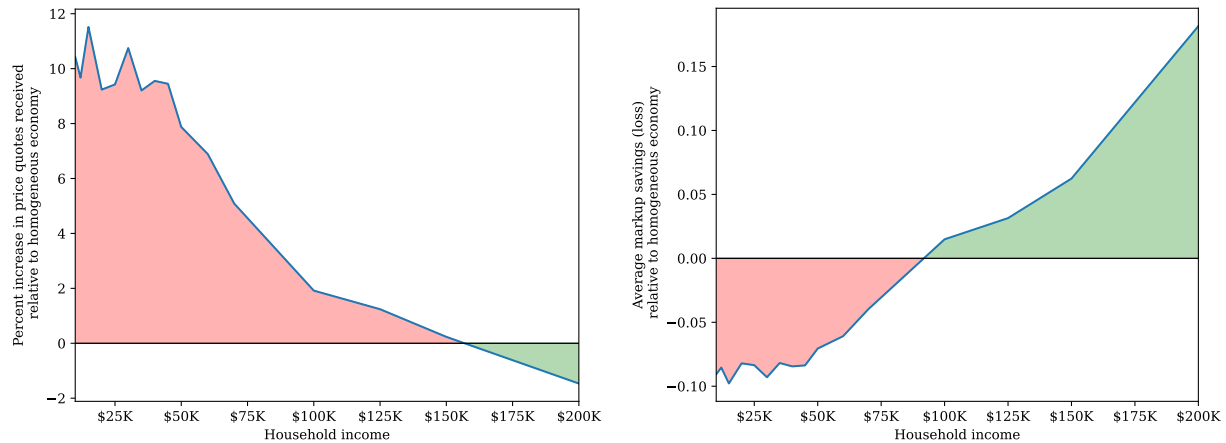 Percent increase in price quotes received
relative to homogeneous economy
12
10
8
6
4
2
0
−2
$25K $50K $75K $100K $125K $150K $175K $200K
Household income
Average markup savings (loss)
relative to homogeneous economy
0.15
0.10
0.05
0.00
−0.05
−0.10
$25K $50K $75K $100K $125K $150K $175K $200K
Household income